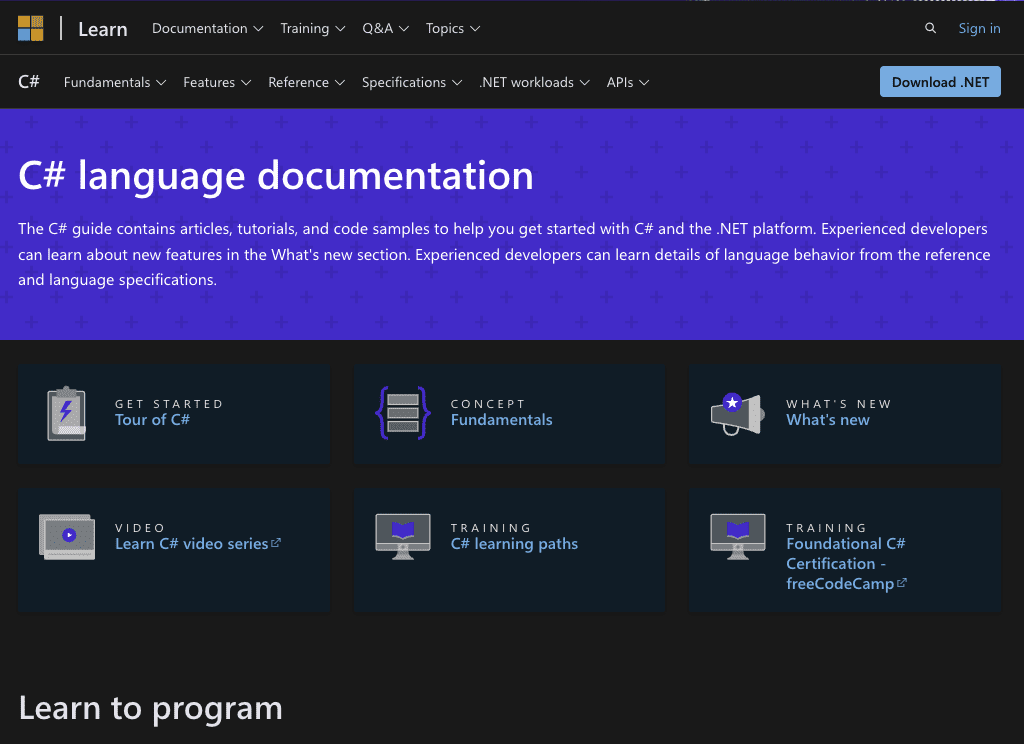 Learn Documentation Training Q&A Topics Sign in
C# Fundamentals Features Reference Specifications .NET workloads APIs Download .NET
C# language documentation
The C# guide contains articles, tutorials, and code samples to help you get started with C# and the .NET platform. Experienced developers
can learn about new features in the What's new section. Experienced developers can learn details of language behavior from the reference
and language specifications.
GET STARTED
Tour of C#
CONCEPT
Fundamentals
WHAT'S NEW
What's new
VIDEO
Learn C# video series
TRAINING
C# learning paths
TRAINING
Foundational C#
Certification -
freeCodeCamp
Learn to program